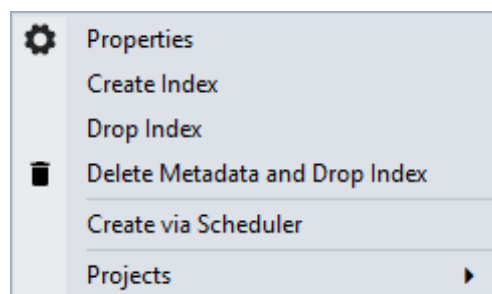 Properties
Create Index
Drop Index
Delete Metadata and Drop Index
Create via Scheduler
Projects